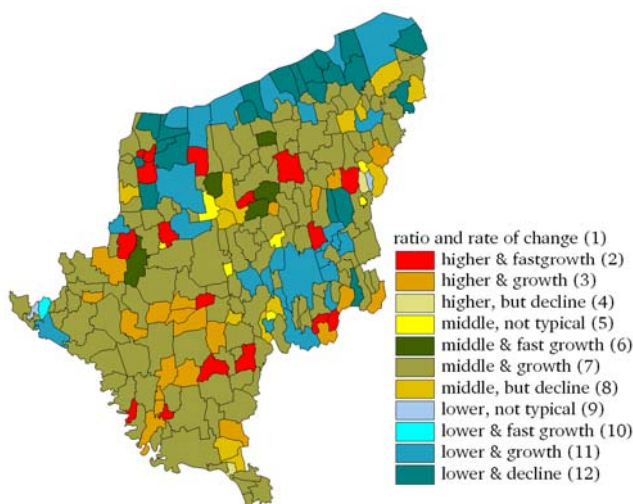 ratio and rate of change (1)
higher & fastgrowth (2)
higher & growth (3)
higher, but decline (4)
middle, not typical (5)
middle & fast growth (6)
middle & growth (7)
middle, but decline (8)
lower, not typical (9)
lower & fast growth (10)
lower & growth (11)
lower & decline (12)